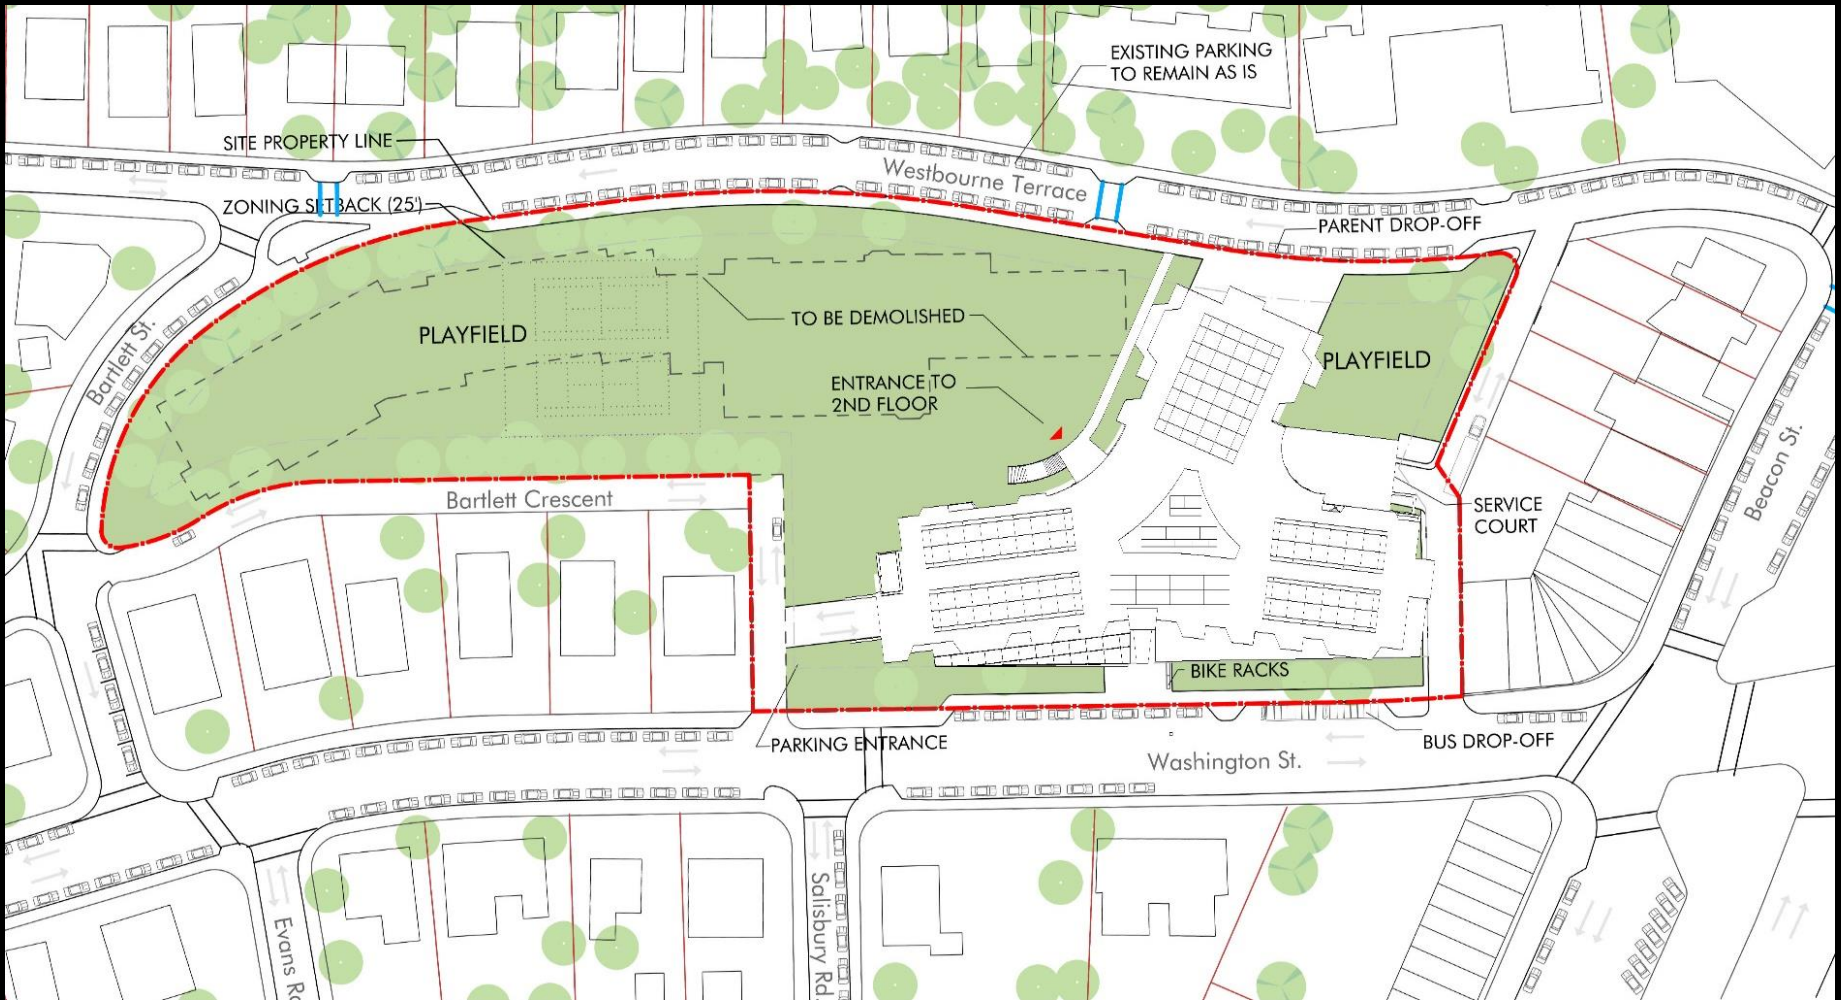 EXISTING PARKING
TO REMAIN AS IS
SITE PROPERTY LINE
Westbourne Terrace
ZONING SETBACK (25')
PARENT DROP-OFF
TO BE DEMOLISHED
PLAYFIELD
PLAYFIELD
Bartlett St.
ENTRANCE TO
2ND FLOOR
Beacon St.
Bartlett Crescent
SERVICE
COURT
BIKE RACKS
PARKING ENTRANCE
BUS DROP-OFF
Washington St.
Salisbury Rd.
Evans